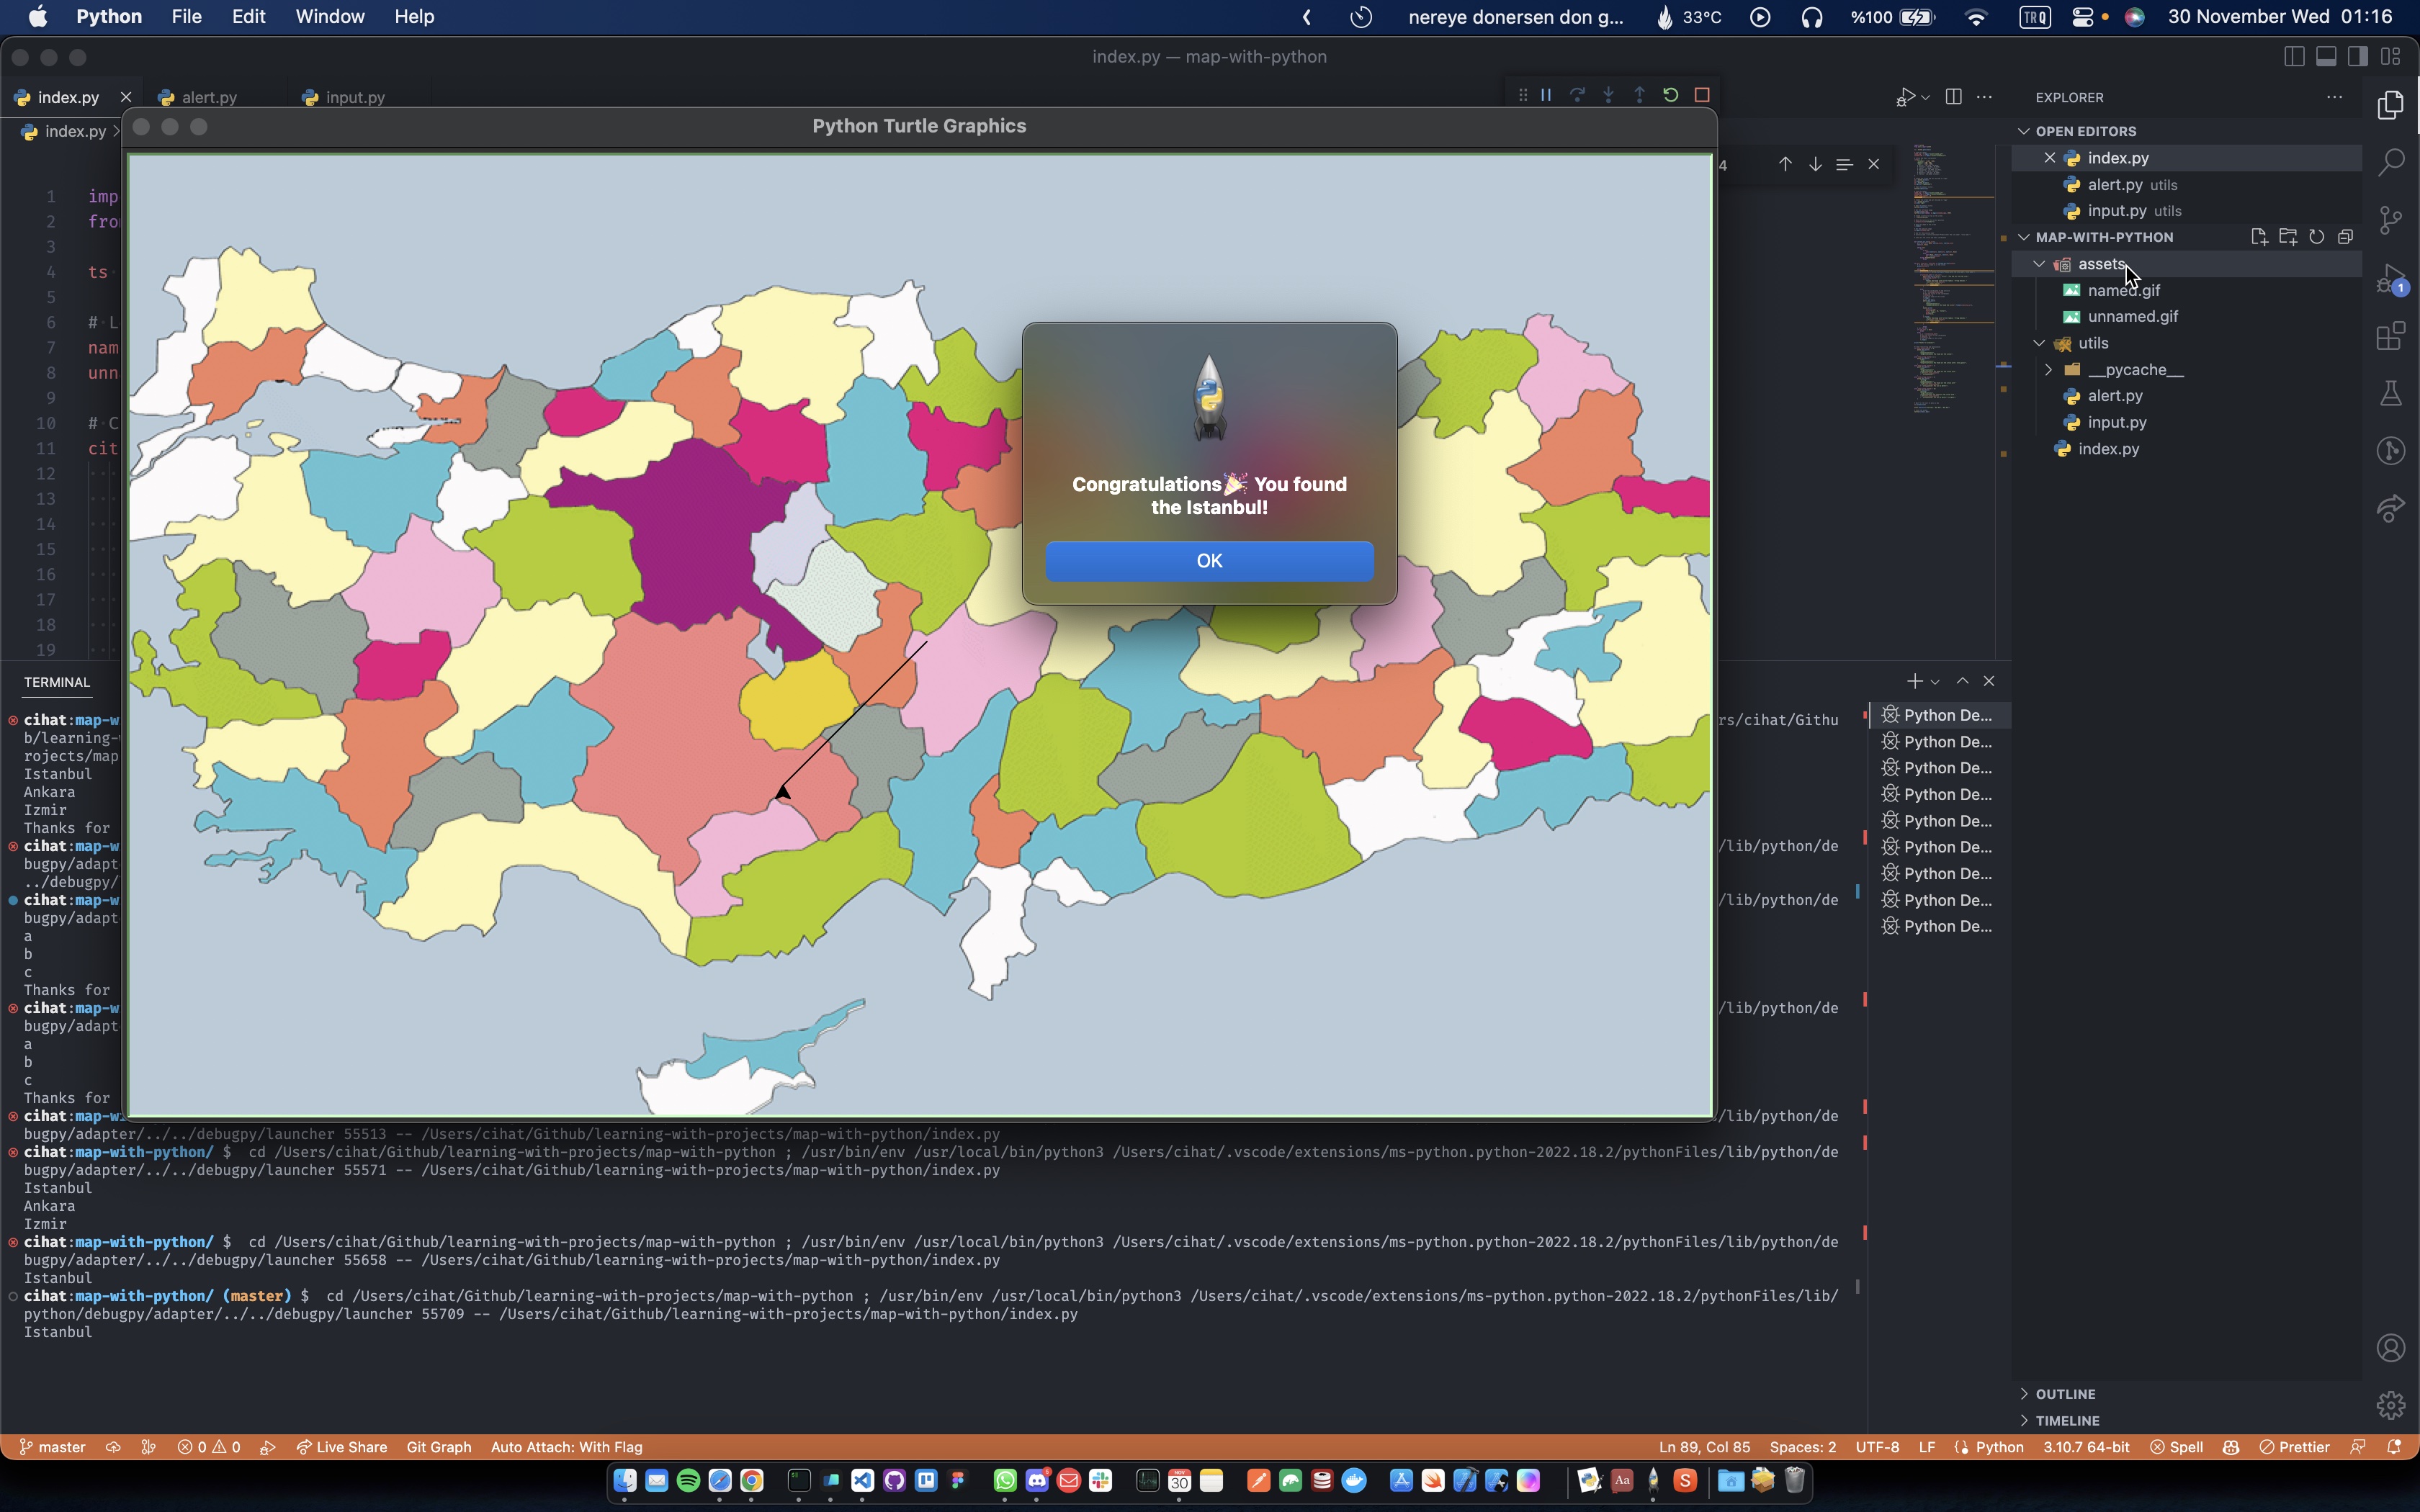 Python File Edit Window Help
nereye donersen don g... 33°C %100 TR Q 30 November Wed 01:16
index.py — map-with-python
index.py alert.py input.py
index.py
Python Turtle Graphics
4
1 imp
2 fro
3
4 ts
5
6 # L
7 nam
8 unn
9
10 # C
11 cit
12
13
14
15
16
17
18
19
Congratulations🎉 You found
the Istanbul!
OK
EXPLORER
OPEN EDITORS
index.py
alert.py utils
input.py utils
MAP-WITH-PYTHON
assets
named.gif
unnamed.gif
utils
__pycache__
alert.py
input.py
index.py
1
TERMINAL
cihat:map-w rs/cihat/Githu
b/learning-
rojects/map
Istanbul
Ankara
Izmir
Thanks for
cihat:map-w /lib/python/de
bugpy/adapt
../debugpy/
cihat:map-w /lib/python/de
bugpy/adapt
a
b
c
Thanks for
cihat:map-w /lib/python/de
bugpy/adapt
a
b
c
Thanks for
cihat:map-w /lib/python/de
bugpy/adapter/../../debugpy/launcher 55513 -- /Users/cihat/Github/learning-with-projects/map-with-python/index.py
cihat:map-with-python/ $ cd /Users/cihat/Github/learning-with-projects/map-with-python ; /usr/bin/env /usr/local/bin/python3 /Users/cihat/.vscode/extensions/ms-python.python-2022.18.2/pythonFiles/lib/python/de
bugpy/adapter/../../debugpy/launcher 55571 -- /Users/cihat/Github/learning-with-projects/map-with-python/index.py
Istanbul
Ankara
Izmir
cihat:map-with-python/ $ cd /Users/cihat/Github/learning-with-projects/map-with-python ; /usr/bin/env /usr/local/bin/python3 /Users/cihat/.vscode/extensions/ms-python.python-2022.18.2/pythonFiles/lib/python/de
bugpy/adapter/../../debugpy/launcher 55658 -- /Users/cihat/Github/learning-with-projects/map-with-python/index.py
Istanbul
cihat:map-with-python/ (master) $ cd /Users/cihat/Github/learning-with-projects/map-with-python ; /usr/bin/env /usr/local/bin/python3 /Users/cihat/.vscode/extensions/ms-python.python-2022.18.2/pythonFiles/lib/
python/debugpy/adapter/../../debugpy/launcher 55709 -- /Users/cihat/Github/learning-with-projects/map-with-python/index.py
Istanbul
Python De...
Python De...
Python De...
Python De...
Python De...
Python De...
Python De...
Python De...
Python De...
OUTLINE
TIMELINE
master 0 0 Live Share Git Graph Auto Attach: With Flag
Ln 89, Col 85 Spaces: 2 UTF-8 LF Python 3.10.7 64-bit Spell Prettier
NOV
30
Aa
S